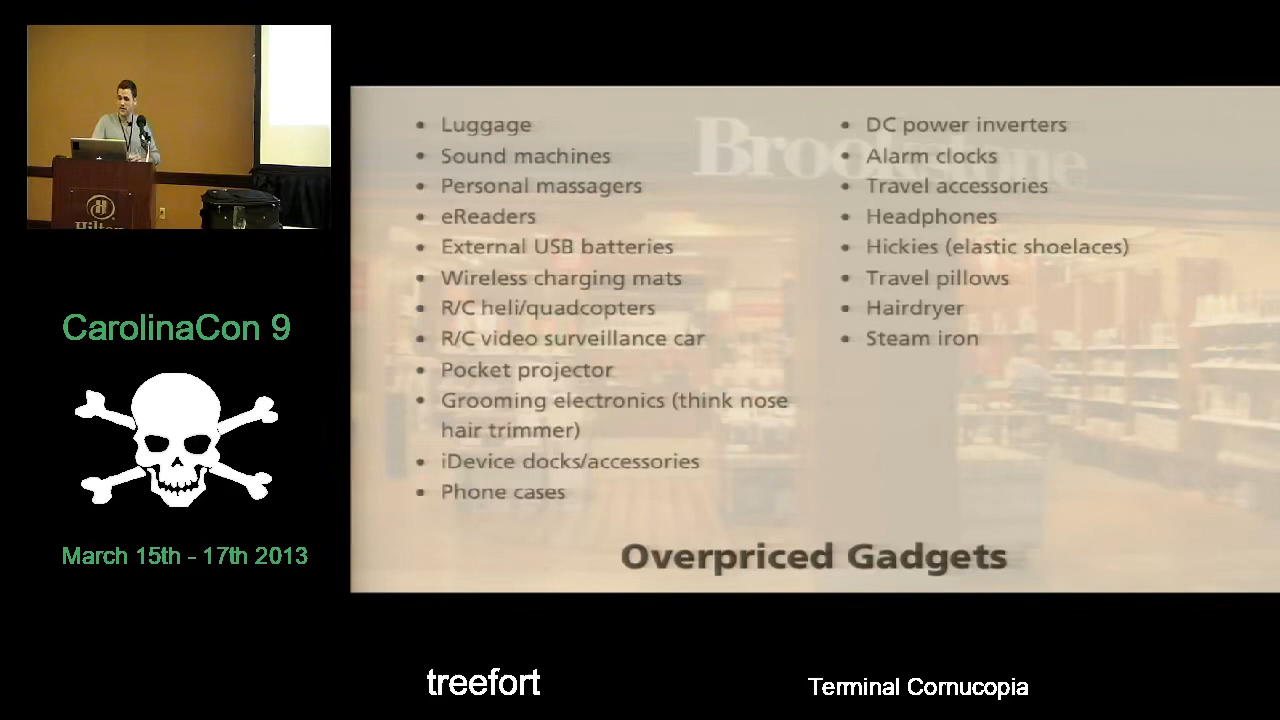 Hilton
CarolinaCon 9
March 15th - 17th 2013
Brookstone
Luggage
Sound machines
Personal massagers
eReaders
External USB batteries
Wireless charging mats
R/C heli/quadcopters
R/C video surveillance car
Pocket projector
Grooming electronics (think nose
hair trimmer)
iDevice docks/accessories
Phone cases
DC power inverters
Alarm clocks
Travel accessories
Headphones
Hickies (elastic shoelaces)
Travel pillows
Hairdryer
Steam iron
Overpriced Gadgets
treefort
Terminal Cornucopia